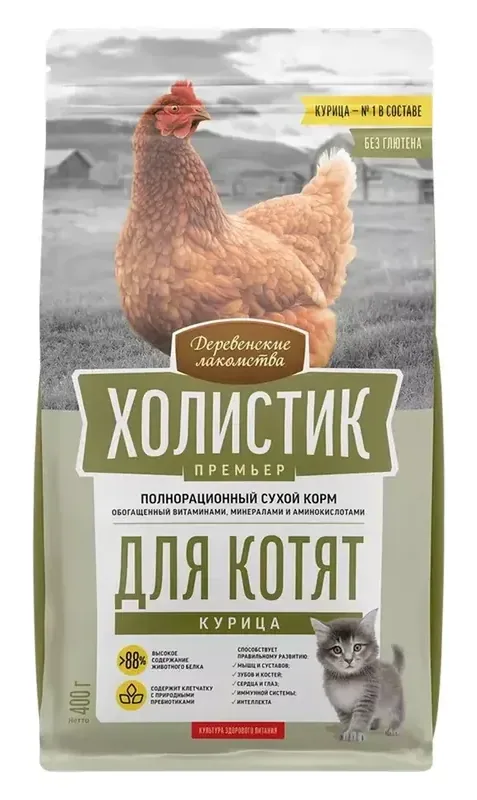 КУРИЦА – №1 В СОСТАВЕ
БЕЗ ГЛЮТЕНА
Деревенские
лакомства
ХОЛИСТИК
ПРЕМЬЕР
ПОЛНОРАЦИОННЫЙ СУХОЙ КОРМ
ОБОГАЩЕННЫЙ ВИТАМИНАМИ, МИНЕРАЛАМИ И АМИНОКИСЛОТАМИ
ДЛЯ КОТЯТ
КУРИЦА
>88%
ВЫСОКОЕ
СОДЕРЖАНИЕ
ЖИВОТНОГО БЕЛКА
СОДЕРЖИТ КЛЕТЧАТКУ
С ПРИРОДНЫМИ
ПРЕБИОТИКАМИ
СПОСОБСТВУЕТ
ПРАВИЛЬНОМУ РАЗВИТИЮ:
✓МЫШЦ И СУСТАВОВ;
✓ЗУБОВ И КОСТЕЙ;
✓СЕРДЦА И ГЛАЗ;
✓ИММУННОЙ СИСТЕМЫ;
✓ИНТЕЛЛЕКТА
НЕТТО 400 г
КУЛЬТУРА ЗДОРОВОГО ПИТАНИЯ